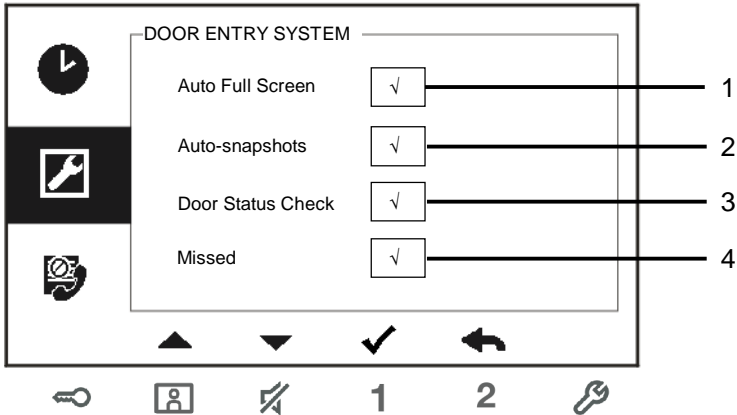 DOOR ENTRY SYSTEM
Auto Full Screen √ 1
Auto-snapshots √ 2
Door Status Check √ 3
Missed √ 4
1 2